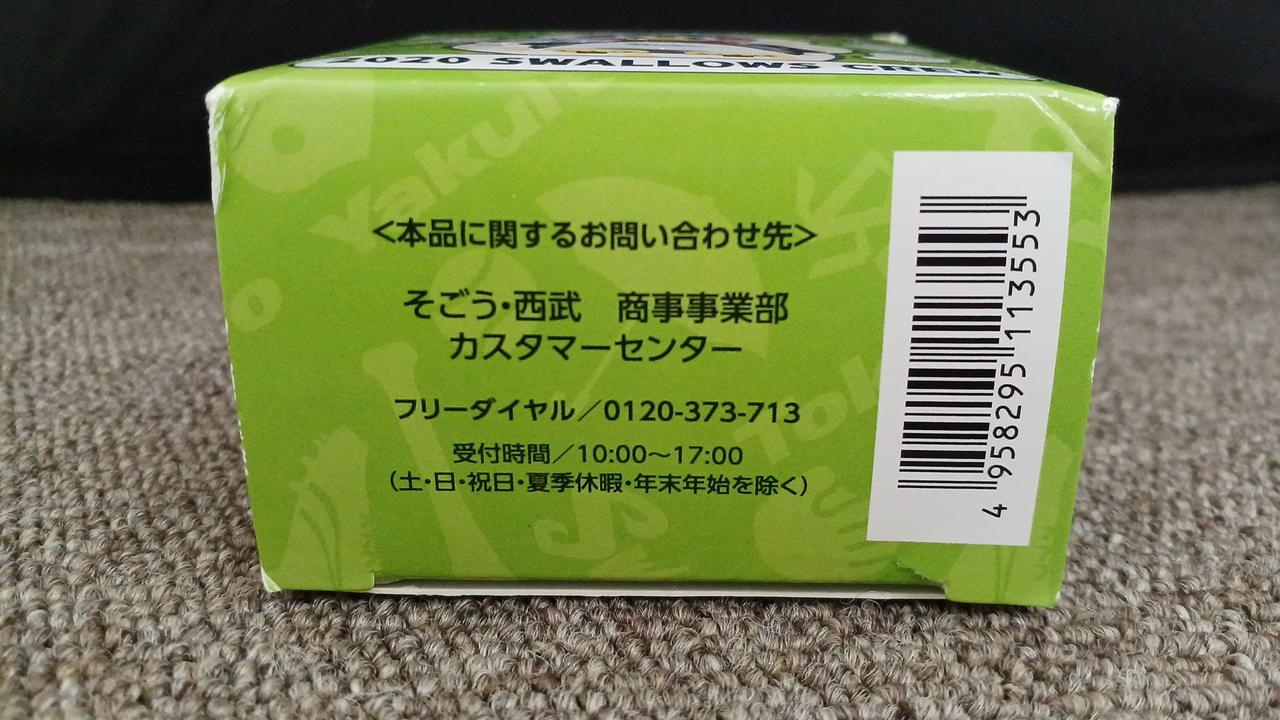 2020 SWALLOWS CREW
Yakult
<本品に関するお問い合わせ先>
そごう・西武 商事事業部
カスタマーセンター
フリーダイヤル／0120-373-713
受付時間／10:00～17:00
（土・日・祝日・夏季休暇・年末年始を除く）
4 958295 113553